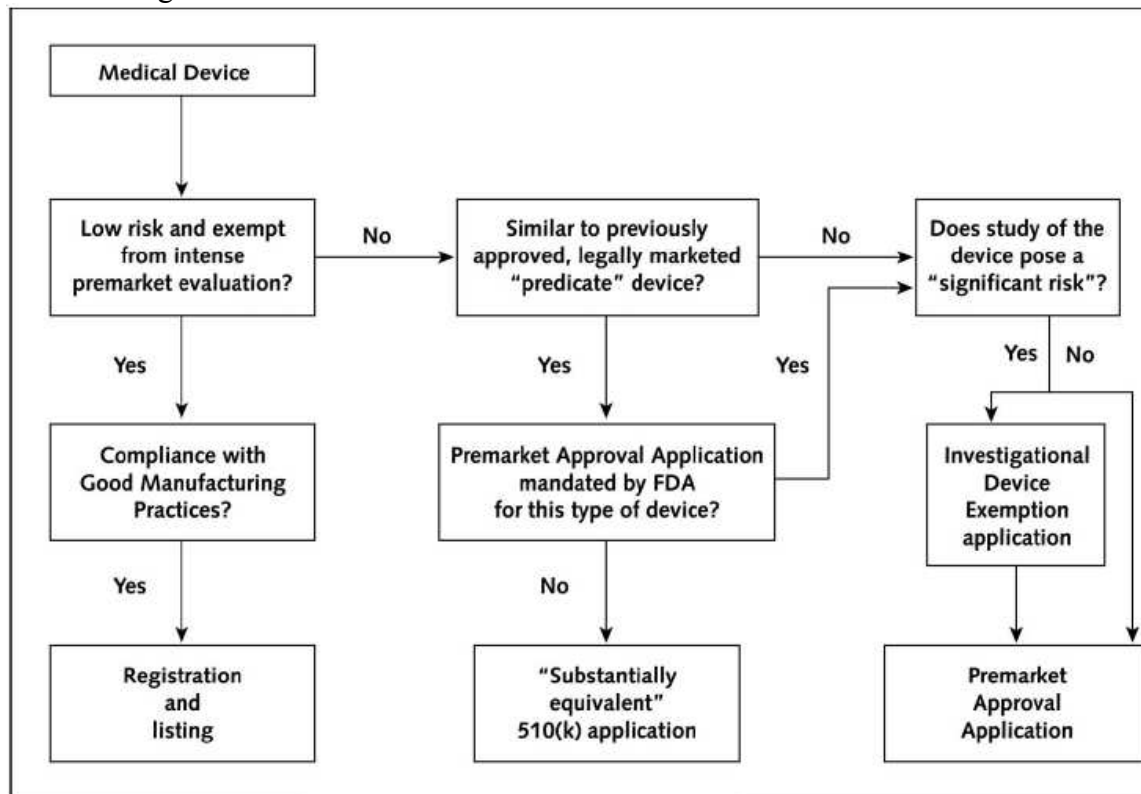 Medical Device
Low risk and exempt
from intense
premarket evaluation?
No
Similar to previously
approved, legally marketed
“predicate” device?
No
Does study of the
device pose a
“significant risk”?
Yes
Yes
Yes
Yes
No
Compliance with
Good Manufacturing
Practices?
Premarket Approval Application
mandated by FDA
for this type of device?
Investigational
Device
Exemption
application
Yes
No
Registration
and
listing
“Substantially
equivalent”
510(k) application
Premarket
Approval
Application